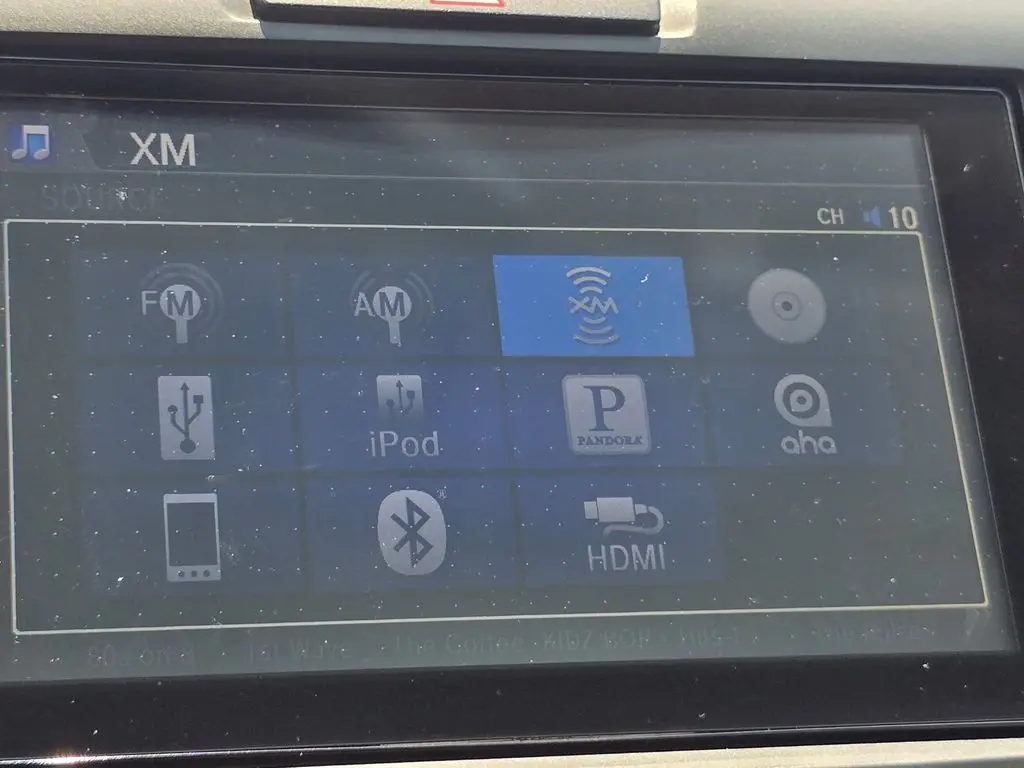 XM
SOURCE
CH 10
FM AM XM
iPod PANDORA aha
HDMI